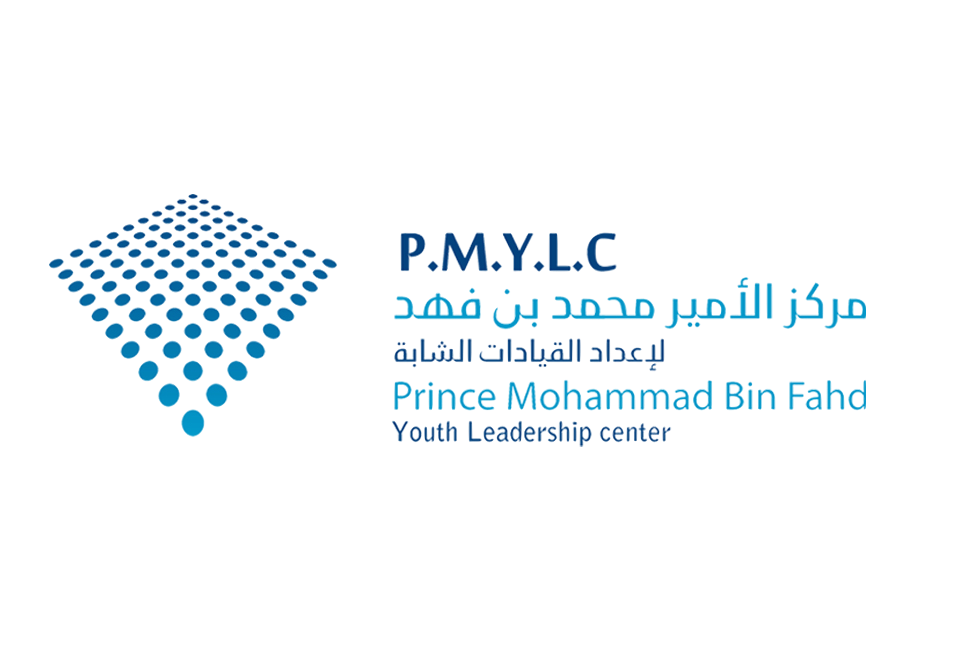 P.M.Y.L.C
مركز الأمير محمد بن فهد
لإعداد القيادات الشابة
Prince Mohammad Bin Fahd
Youth Leadership center